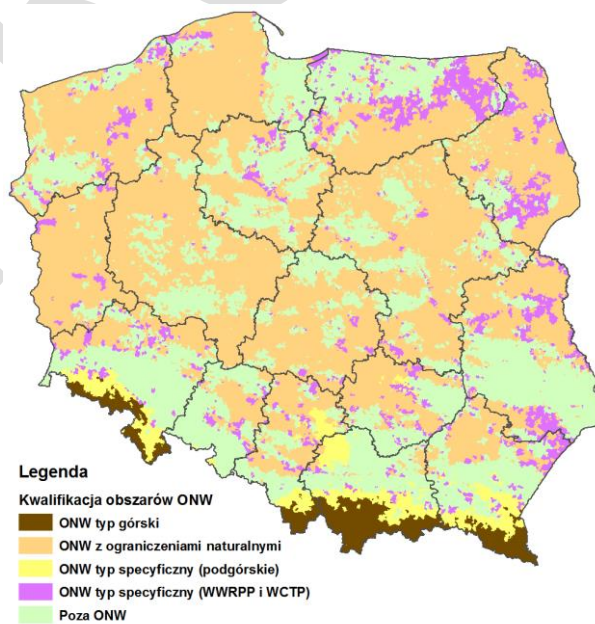 Legenda
Kwalifikacja obszarów ONW
ONW typ górski
ONW z ograniczeniami naturalnymi
ONW typ specyficzny (podgórskie)
ONW typ specyficzny (WWRPP i WCTP)
Poza ONW